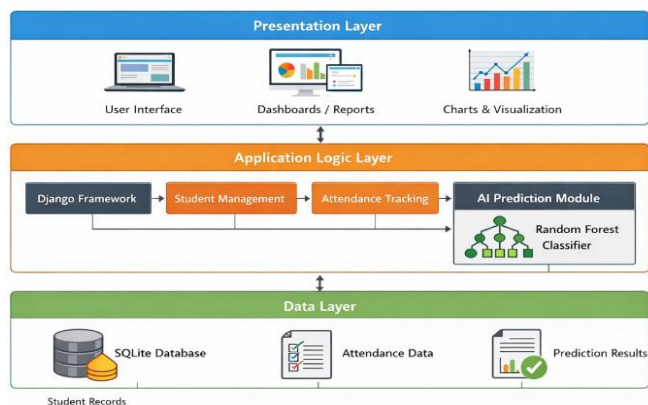 Presentation Layer
User Interface
Dashboards / Reports
Charts & Visualization
Application Logic Layer
Django Framework
Student Management
Attendance Tracking
AI Prediction Module
Random Forest
Classifier
Data Layer
SQLite Database
Attendance Data
Prediction Results
Student Records